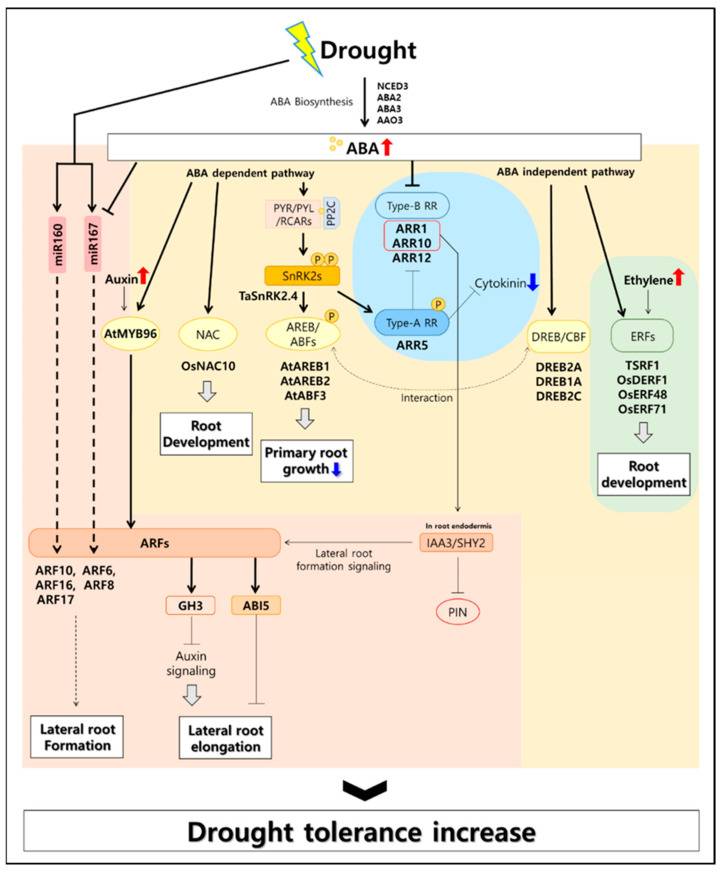 Drought
ABA Biosynthesis
NCED3
ABA2
ABA3
AAO3
ABA
ABA dependent pathway
ABA independent pathway
miR160
miR167
PYR/PYL
/RCARs
PP2C
Type-B RR
ARR1
ARR10
ARR12
P P
SnRK2s
TaSnRK2.4
Auxin
Cytokinin
Ethylene
AtMYB96
NAC
P
AREB/
ABFs
P
Type-A RR
ARR5
DREB/CBF
ERFs
OsNAC10
AtAREB1
AtAREB2
AtABF3
DREB2A
DREB1A
DREB2C
TSRF1
OsDERF1
OsERF48
OsERF71
Interaction
Root
Development
Primary root
growth
Root
development
In root endodermis
ARFs
IAA3/SHY2
Lateral root
formation signaling
ARF10,
ARF16,
ARF17
ARF6,
ARF8
GH3
ABI5
PIN
Auxin
signaling
Lateral root
Formation
Lateral root
elongation
Drought tolerance increase